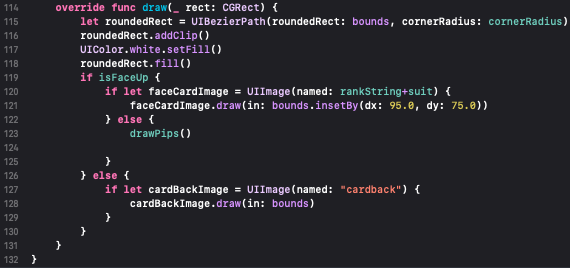 114 override func draw(_ rect: CGRect) {
115 let roundedRect = UIBezierPath(roundedRect: bounds, cornerRadius: cornerRadius)
116 roundedRect.addClip()
117 UIColor.white.setFill()
118 roundedRect.fill()
119 if isFaceUp {
120 if let faceCardImage = UIImage(named: rankString+suit) {
121 faceCardImage.draw(in: bounds.insetBy(dx: 95.0, dy: 75.0))
122 } else {
123 drawPips()
124
125 }
126 } else {
127 if let cardBackImage = UIImage(named: "cardback") {
128 cardBackImage.draw(in: bounds)
129 }
130 }
131 }
132 }